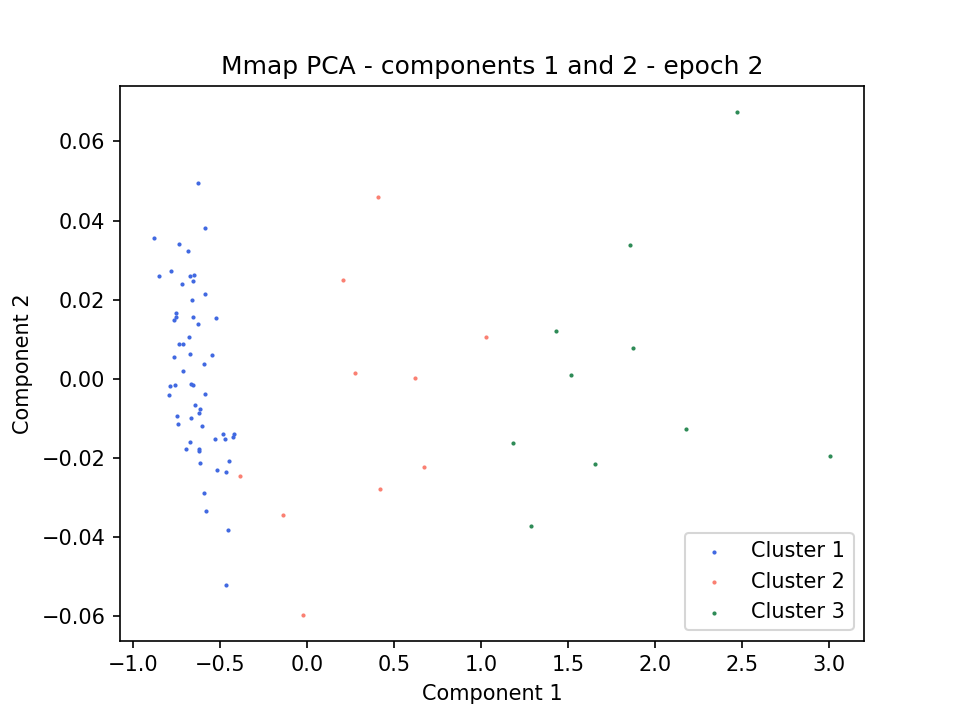 Mmap PCA - components 1 and 2 - epoch 2
0.06
0.04
0.02
0.00
−0.02
−0.04
−0.06
Component 2
Cluster 1
Cluster 2
Cluster 3
−1.0 −0.5 0.0 0.5 1.0 1.5 2.0 2.5 3.0
Component 1